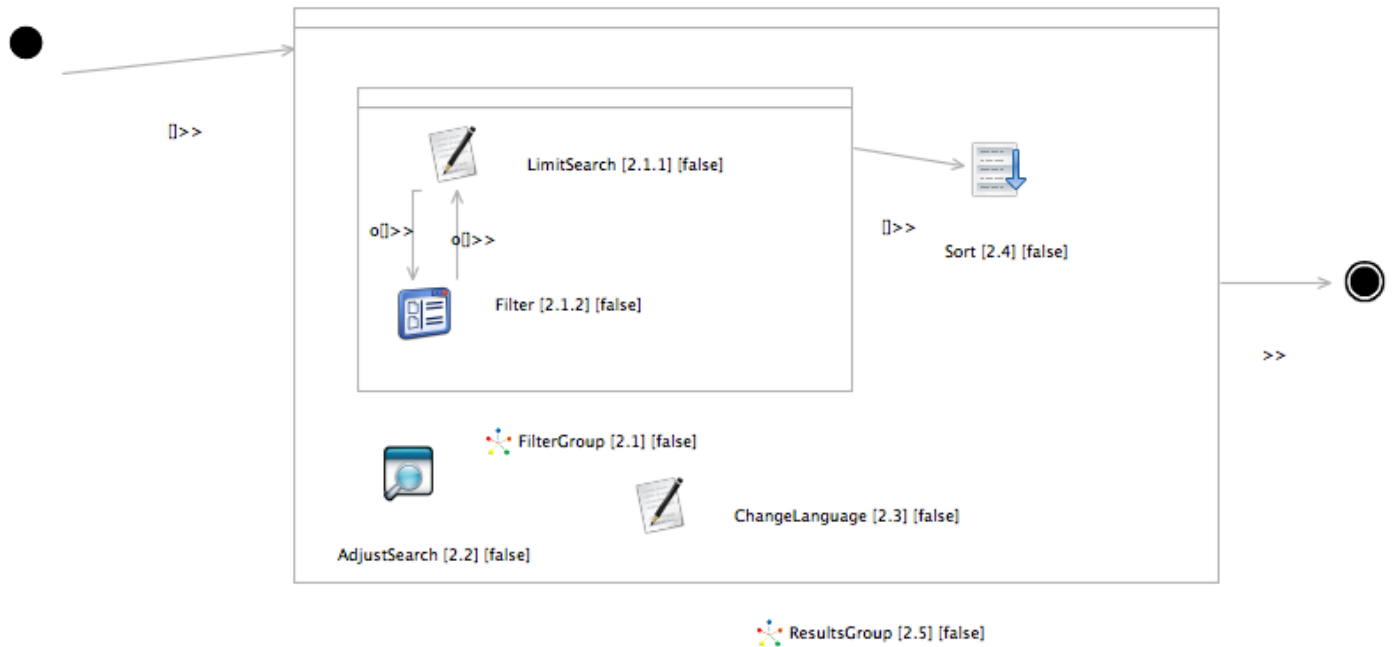 []>>
LimitSearch [2.1.1] [false]
o[]>>
o[]>>
[]>>
Sort [2.4] [false]
Filter [2.1.2] [false]
>>
FilterGroup [2.1] [false]
ChangeLanguage [2.3] [false]
AdjustSearch [2.2] [false]
ResultsGroup [2.5] [false]